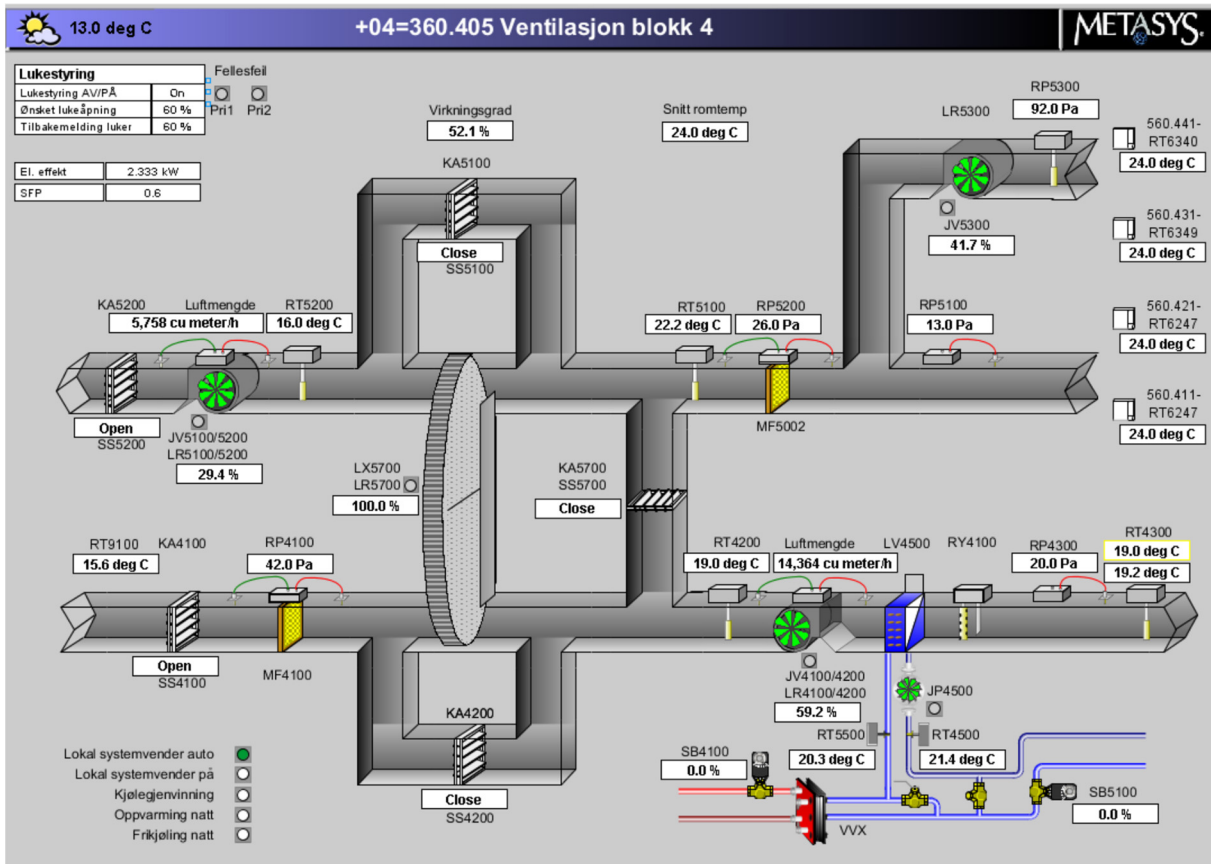 13.0 deg C
+04=360.405 Ventilasjon blokk 4
METASYS.
Lukestyring
Lukestyring AV/PÅ On
Ønsket lukeåpning 60 %
Tilbakemelding luker 60 %
Fellesfeil
Pri1 Pri2
El. effekt 2.333 kW
SFP 0.6
Virkningsgrad
52.1 %
KA5100
Close
SS5100
Snitt romtemp
24.0 deg C
LR5300
RP5300
92.0 Pa
JV5300
41.7 %
560.441-
RT6340
24.0 deg C
560.431-
RT6349
24.0 deg C
560.421-
RT6247
24.0 deg C
560.411-
RT6247
24.0 deg C
KA5200 Luftmengde RT5200
5,758 cu meter/h 16.0 deg C
Open
SS5200
JV5100/5200
LR5100/5200
29.4 %
RT5100 RP5200
22.2 deg C 26.0 Pa
MF5002
RP5100
13.0 Pa
LX5700
LR5700
100.0 %
KA5700
SS5700
Close
RT9100 KA4100 RP4100
15.6 deg C 42.0 Pa
Open
SS4100
MF4100
KA4200
Close
SS4200
RT4200 Luftmengde LV4500 RY4100 RP4300 RT4300
19.0 deg C 14,364 cu meter/h 20.0 Pa 19.0 deg C
19.2 deg C
JV4100/4200
LR4100/4200
59.2 %
JP4500
RT5500 RT4500
20.3 deg C 21.4 deg C
SB4100
0.0 %
VVX
SB5100
0.0 %
Lokal systemvender auto
Lokal systemvender på
Kjølegjenvinning
Oppvarming natt
Frikjøling natt